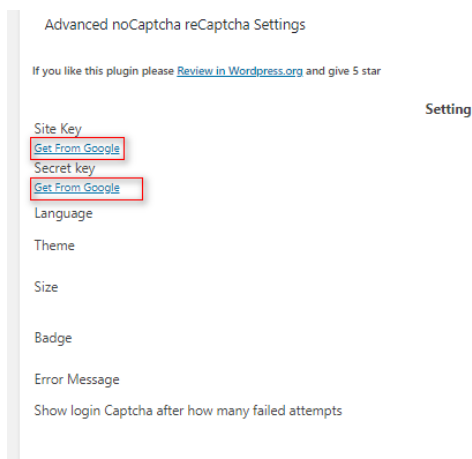 Advanced noCaptcha reCaptcha Settings
If you like this plugin please Review in Wordpress.org and give 5 star
Setting
Site Key
Get From Google
Secret key
Get From Google
Language
Theme
Size
Badge
Error Message
Show login Captcha after how many failed attempts